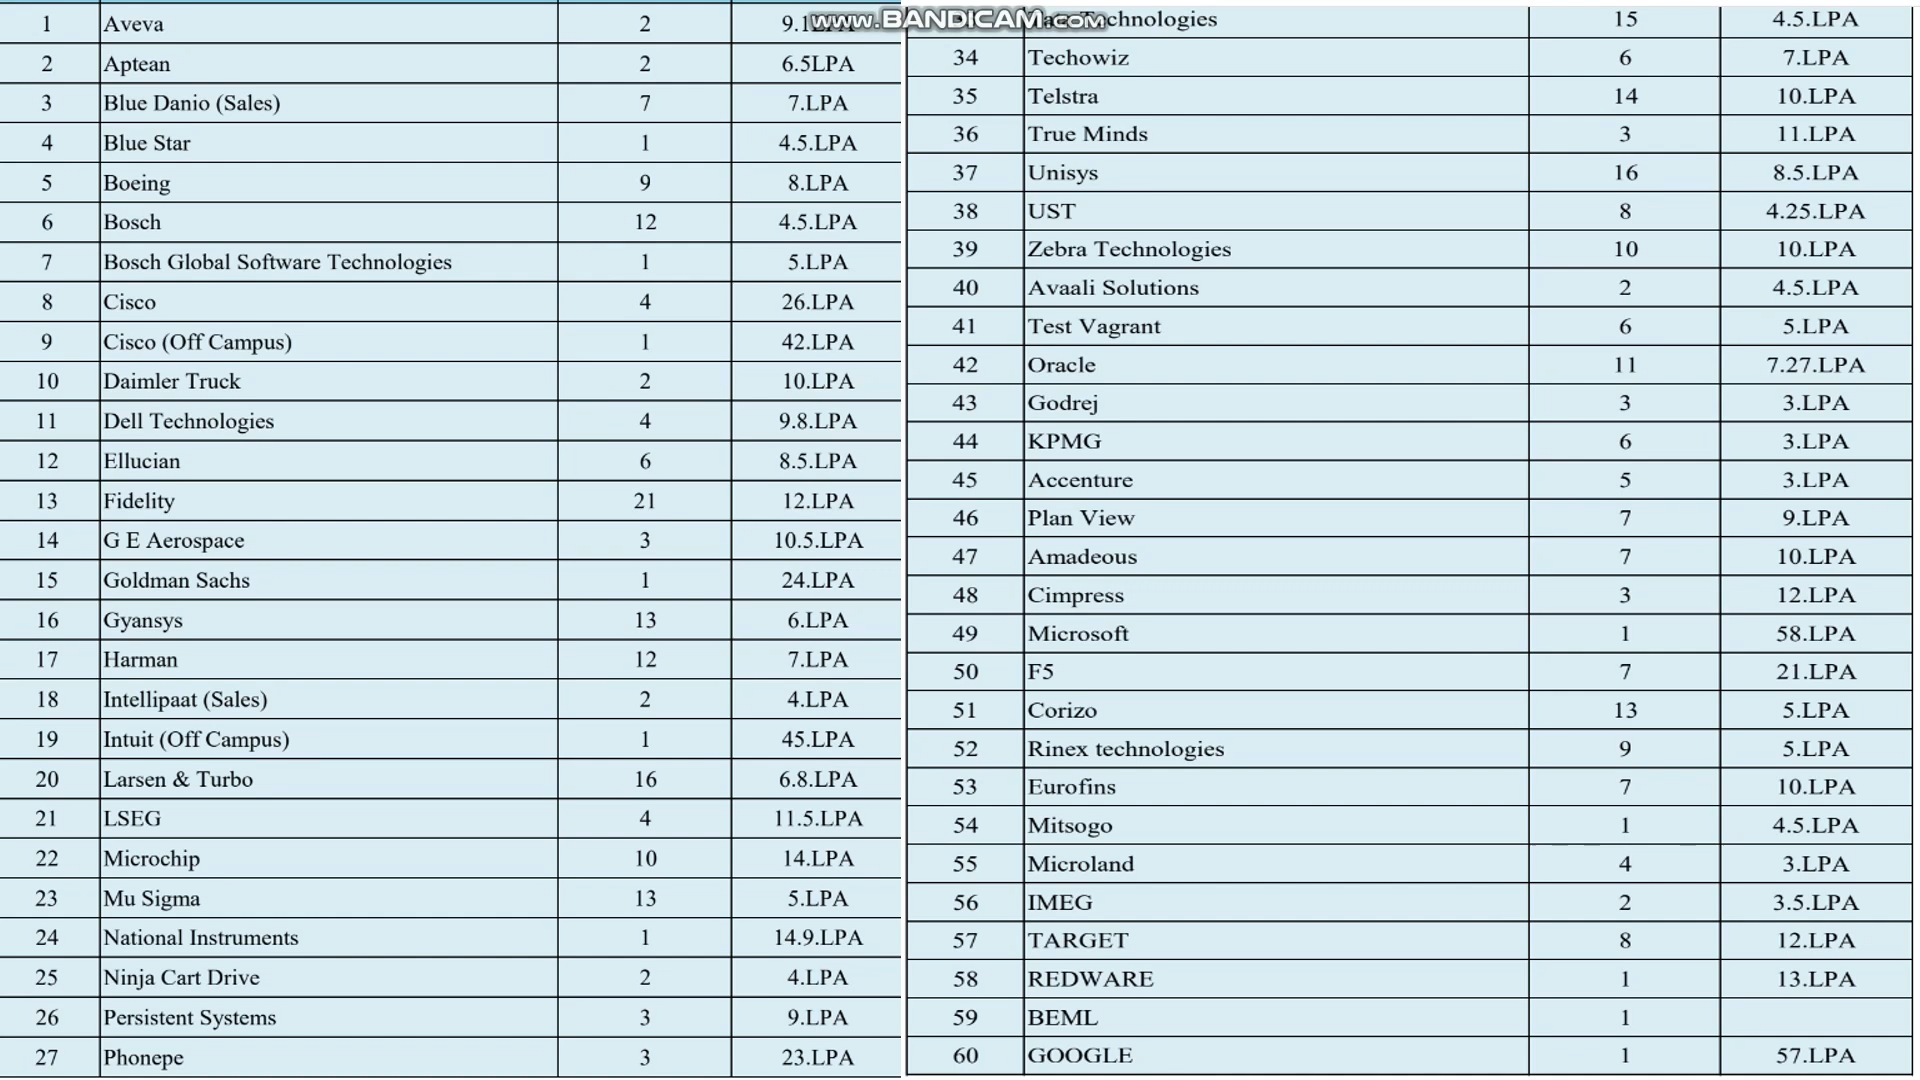 1 Aveva 2 9.1LPA
2 Aptean 2 6.5LPA
3 Blue Danio (Sales) 7 7.LPA
4 Blue Star 1 4.5.LPA
5 Boeing 9 8.LPA
6 Bosch 12 4.5.LPA
7 Bosch Global Software Technologies 1 5.LPA
8 Cisco 4 26.LPA
9 Cisco (Off Campus) 1 42.LPA
10 Daimler Truck 2 10.LPA
11 Dell Technologies 4 9.8.LPA
12 Ellucian 6 8.5.LPA
13 Fidelity 21 12.LPA
14 G E Aerospace 3 10.5.LPA
15 Goldman Sachs 1 24.LPA
16 Gyansys 13 6.LPA
17 Harman 12 7.LPA
18 Intellipaat (Sales) 2 4.LPA
19 Intuit (Off Campus) 1 45.LPA
20 Larsen & Turbo 16 6.8.LPA
21 LSEG 4 11.5.LPA
22 Microchip 10 14.LPA
23 Mu Sigma 13 5.LPA
24 National Instruments 1 14.9.LPA
25 Ninja Cart Drive 2 4.LPA
26 Persistent Systems 3 9.LPA
27 Phonepe 3 23.LPA
www.BANDICAM.com
Technologies 15 4.5.LPA
34 Techowiz 6 7.LPA
35 Telstra 14 10.LPA
36 True Minds 3 11.LPA
37 Unisys 16 8.5.LPA
38 UST 8 4.25.LPA
39 Zebra Technologies 10 10.LPA
40 Avaali Solutions 2 4.5.LPA
41 Test Vagrant 6 5.LPA
42 Oracle 11 7.27.LPA
43 Godrej 3 3.LPA
44 KPMG 6 3.LPA
45 Accenture 5 3.LPA
46 Plan View 7 9.LPA
47 Amadeous 7 10.LPA
48 Cimpress 3 12.LPA
49 Microsoft 1 58.LPA
50 F5 7 21.LPA
51 Corizo 13 5.LPA
52 Rinex technologies 9 5.LPA
53 Eurofins 7 10.LPA
54 Mitsogo 1 4.5.LPA
55 Microland 4 3.LPA
56 IMEG 2 3.5.LPA
57 TARGET 8 12.LPA
58 REDWARE 1 13.LPA
59 BEML 1
60 GOOGLE 1 57.LPA